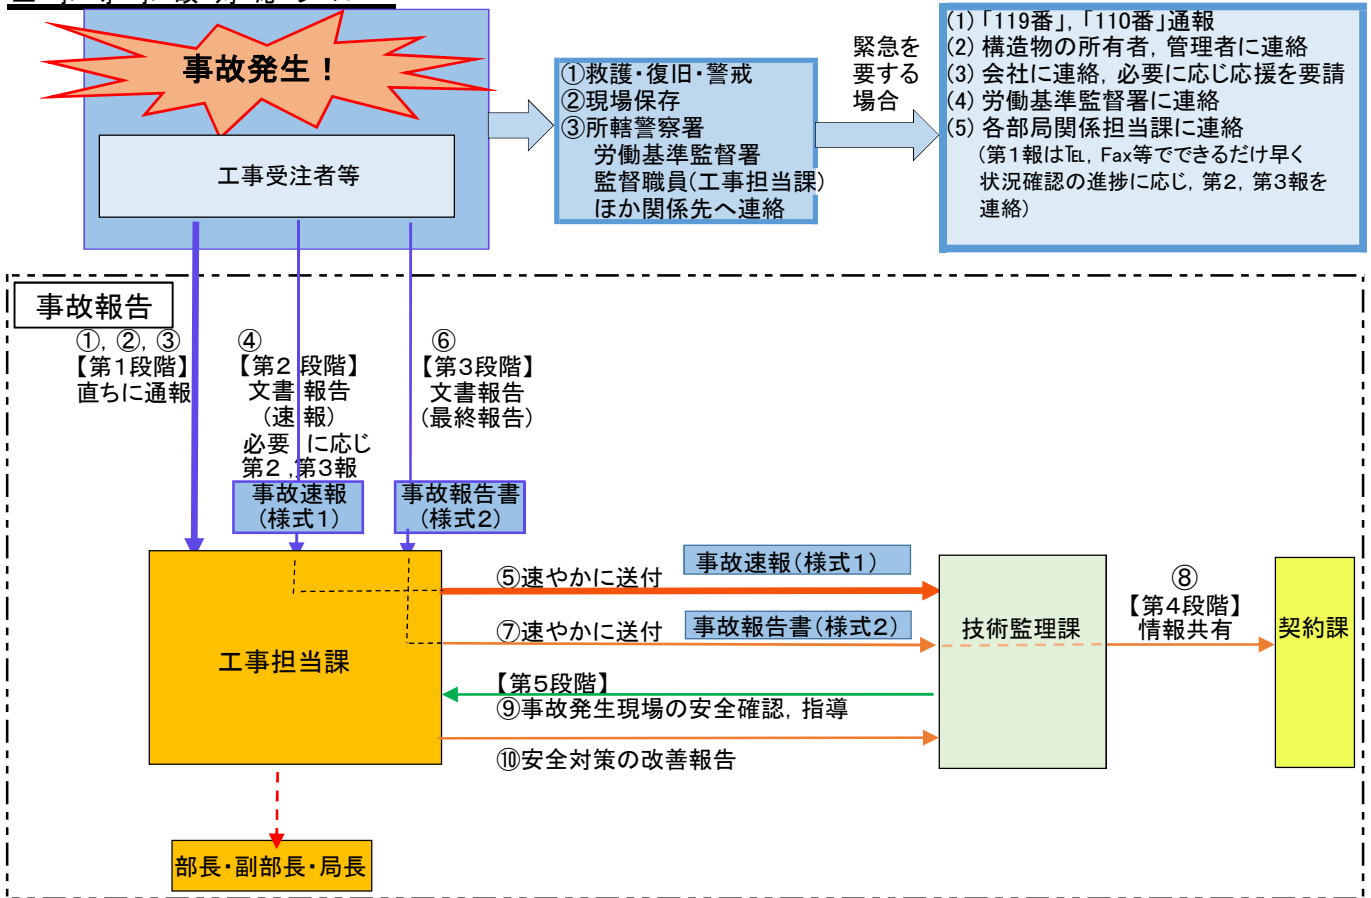 事故発生！
工事受注者等
①救護・復旧・警戒
②現場保存
③所轄警察署
労働基準監督署
監督職員(工事担当課)
ほか関係先へ連絡
緊急を
要する
場合
(1)「119番」，「110番」通報
(2) 構造物の所有者，管理者に連絡
(3) 会社に連絡，必要に応じ応援を要請
(4) 労働基準監督署に連絡
(5) 各部局関係担当課に連絡
(第１報は℡，Fax等でできるだけ早く
状況確認の進捗に応じ，第２，第３報を
連絡)
事故報告
①，②，③
【第１段階】
直ちに通報
④
【第２段階】
文書報告
(速報)
必要に応じ
第２，第３報
事故速報
(様式１)
⑥
【第３段階】
文書報告
(最終報告)
事故報告書
(様式２)
工事担当課
⑤速やかに送付
事故速報(様式１)
⑦速やかに送付
事故報告書(様式２)
【第５段階】
⑨事故発生現場の安全確認，指導
⑩安全対策の改善報告
技術監理課
⑧
【第４段階】
情報共有
契約課
部長・副部長・局長